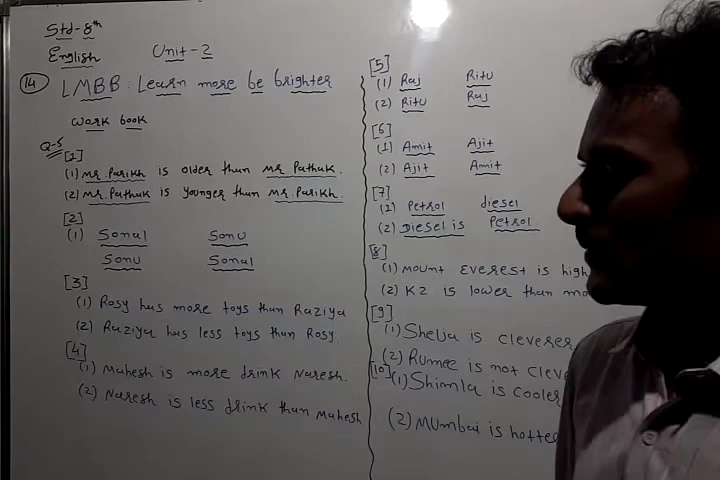 Std-8th
English Unit-2
14 LMBB: Learn more be brighter
work book
Q-5
[1]
(1) Mr. Parikh is older than Mr. Pathak.
(2) Mr. Pathak is younger than Mr. Parikh.
[2]
(1) Sonal Sonu
Sonu Sonal
[3]
(1) Rosy has more toys than Raziya
(2) Raziya has less toys than Rosy.
[4]
(1) Mahesh is more drink Naresh.
(2) Naresh is less drink than Mahesh
[5]
(1) Raj Ritu
(2) Ritu Raj
[6]
(1) Amit Ajit
(2) Ajit Amit
[7]
(1) Petrol diesel
(2) Diesel is Petrol.
[8]
(1) Mount Everest is high
(2) K2 is lower than mo
[9]
(1) Shelja is cleverer
(2) Rumee is not cleve
[10] (1) Shimla is cooler
(2) Mumbai is hotte